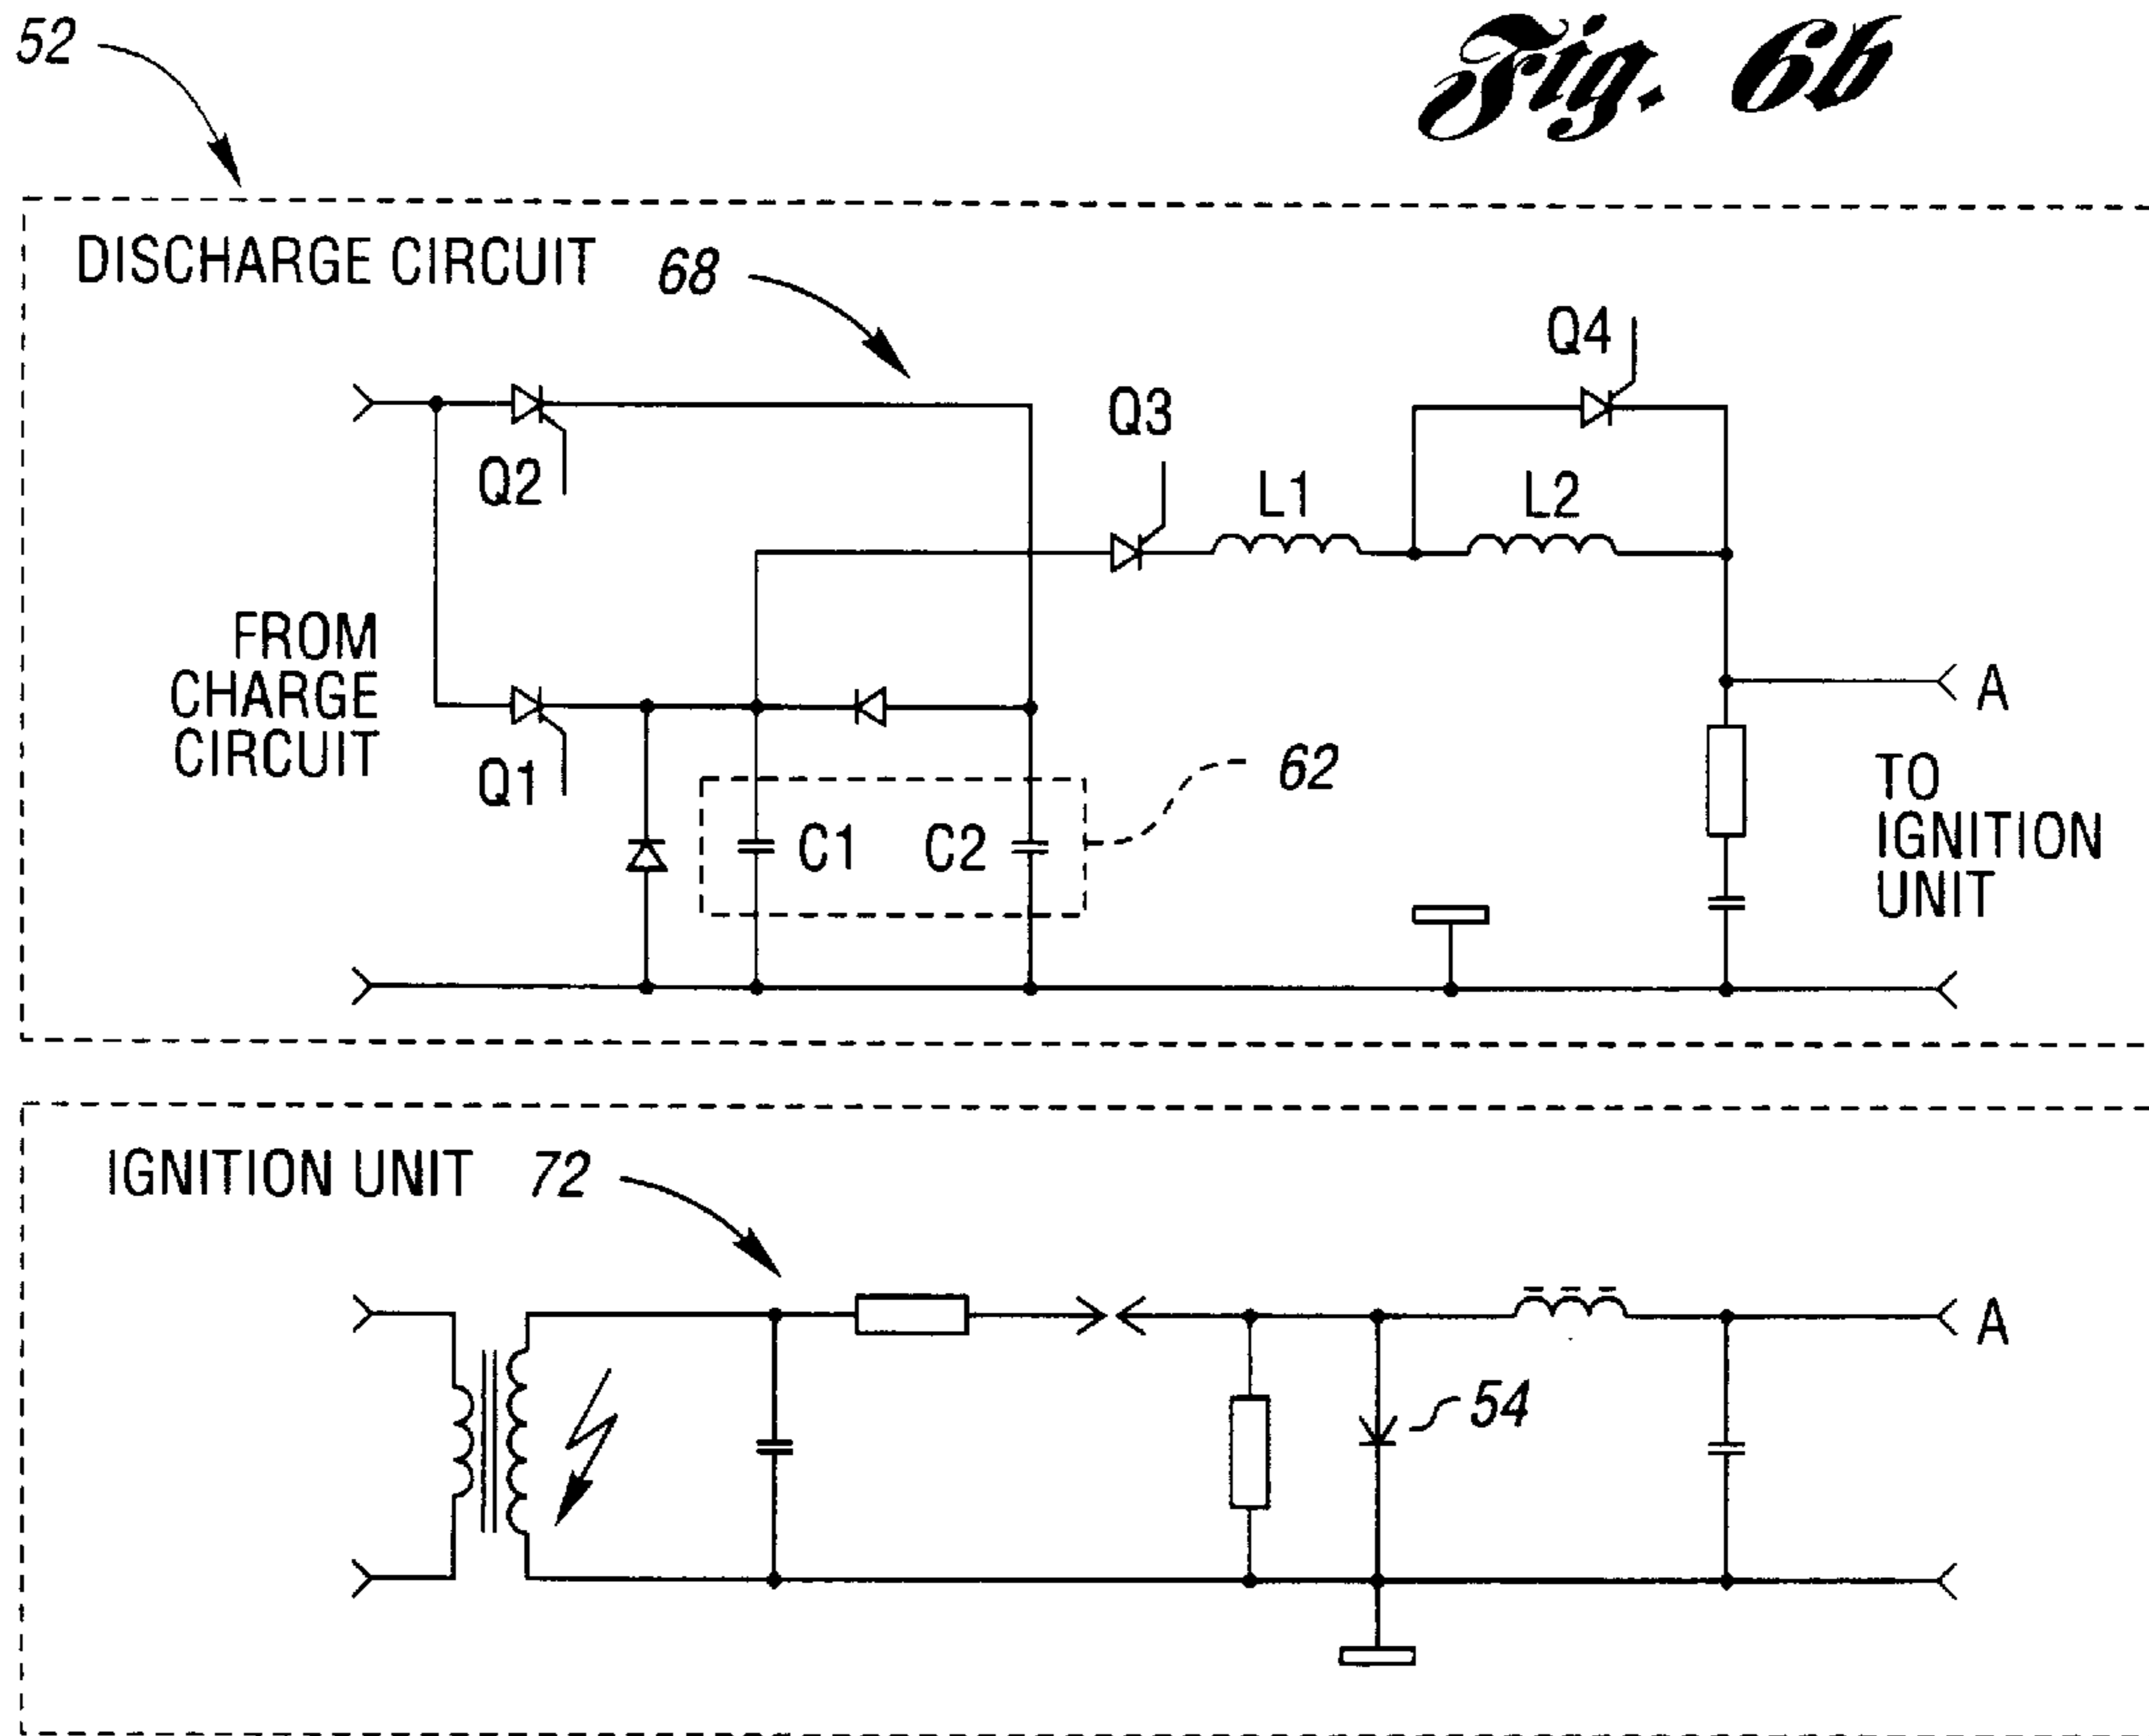 52
Fig. 6b
DISCHARGE CIRCUIT
68
Q4
Q3
Q2
L1
L2
FROM
CHARGE
CIRCUIT
A
Q1
62
TO
IGNITION
UNIT
C1
C2
IGNITION UNIT
72
A
54